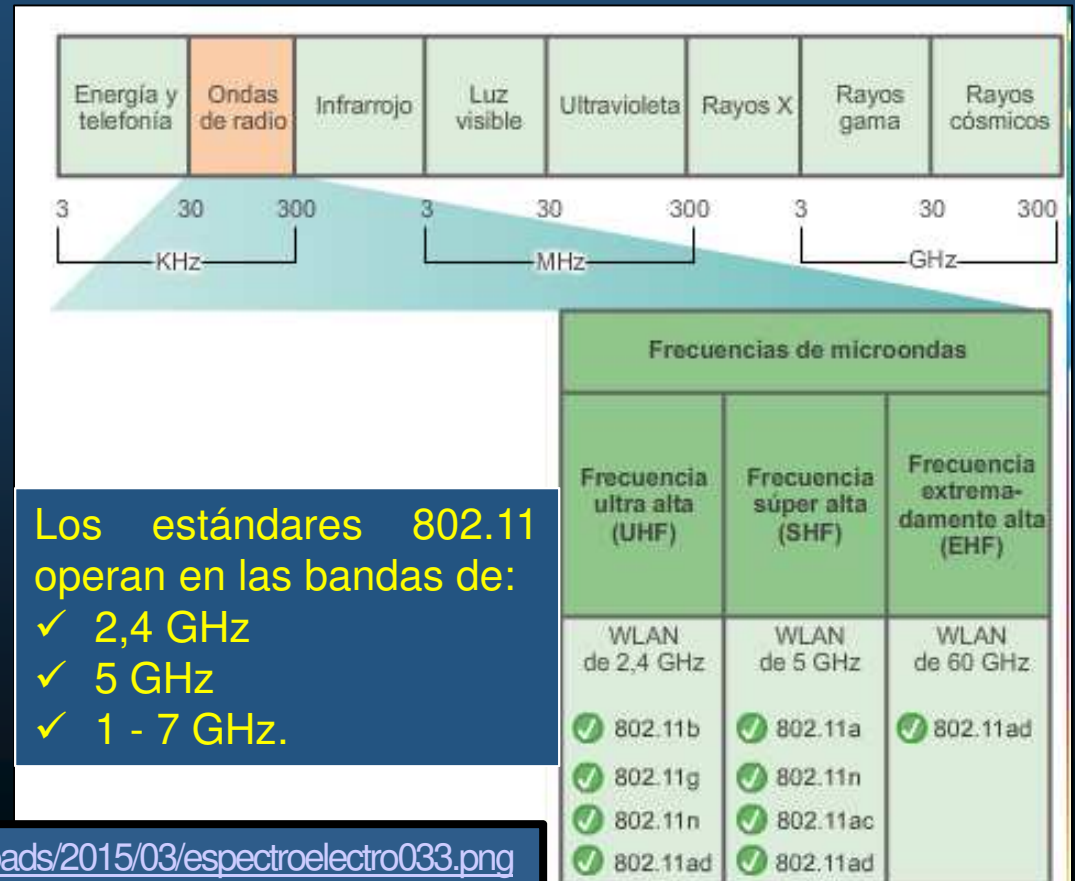 Energía y telefonía
Ondas de radio
Infrarrojo
Luz visible
Ultravioleta
Rayos X
Rayos gama
Rayos cósmicos
3 30 300 3 30 300 3 30 300
KHz MHz GHz
Frecuencias de microondas
Frecuencia
ultra alta
(UHF)
Frecuencia
súper alta
(SHF)
Frecuencia
extrema-
damente alta
(EHF)
WLAN
de 2,4 GHz
802.11b
802.11g
802.11n
802.11ad
WLAN
de 5 GHz
802.11a
802.11n
802.11ac
802.11ad
WLAN
de 60 GHz
802.11ad
Los estándares 802.11
operan en las bandas de:
✓ 2,4 GHz
✓ 5 GHz
✓ 1 - 7 GHz.
oads/2015/03/espectroelectro033.png